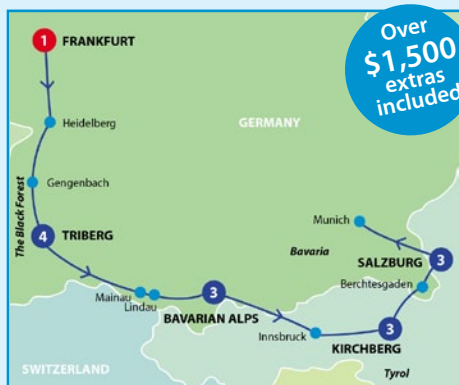 Over
$1,500
extras
included
1 FRANKFURT
Heidelberg
GERMANY
Gengenbach
The Black Forest
4 TRIBERG
Munich
Bavaria
SALZBURG 3
Berchtesgaden
Mainau
Lindau
3
BAVARIAN ALPS
Innsbruck
3
KIRCHBERG
SWITZERLAND
Tyrol